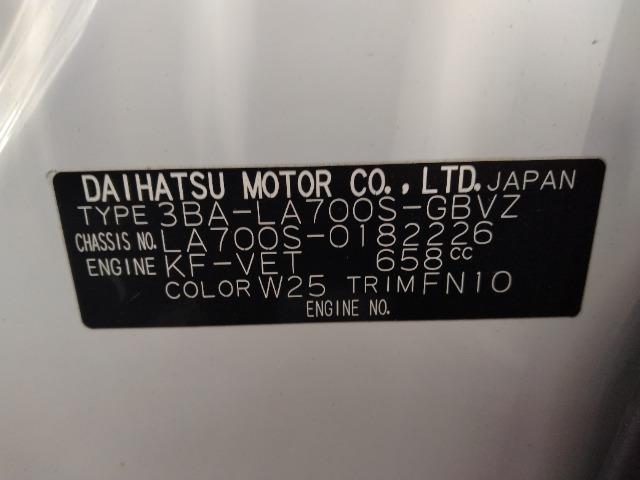 DAIHATSU MOTOR CO., LTD. JAPAN
TYPE 3BA-LA700S-GBVZ
CHASSIS NO. LA700S-0182226
ENGINE KF-VET 658cc
COLOR W25 TRIM FN10
ENGINE NO.